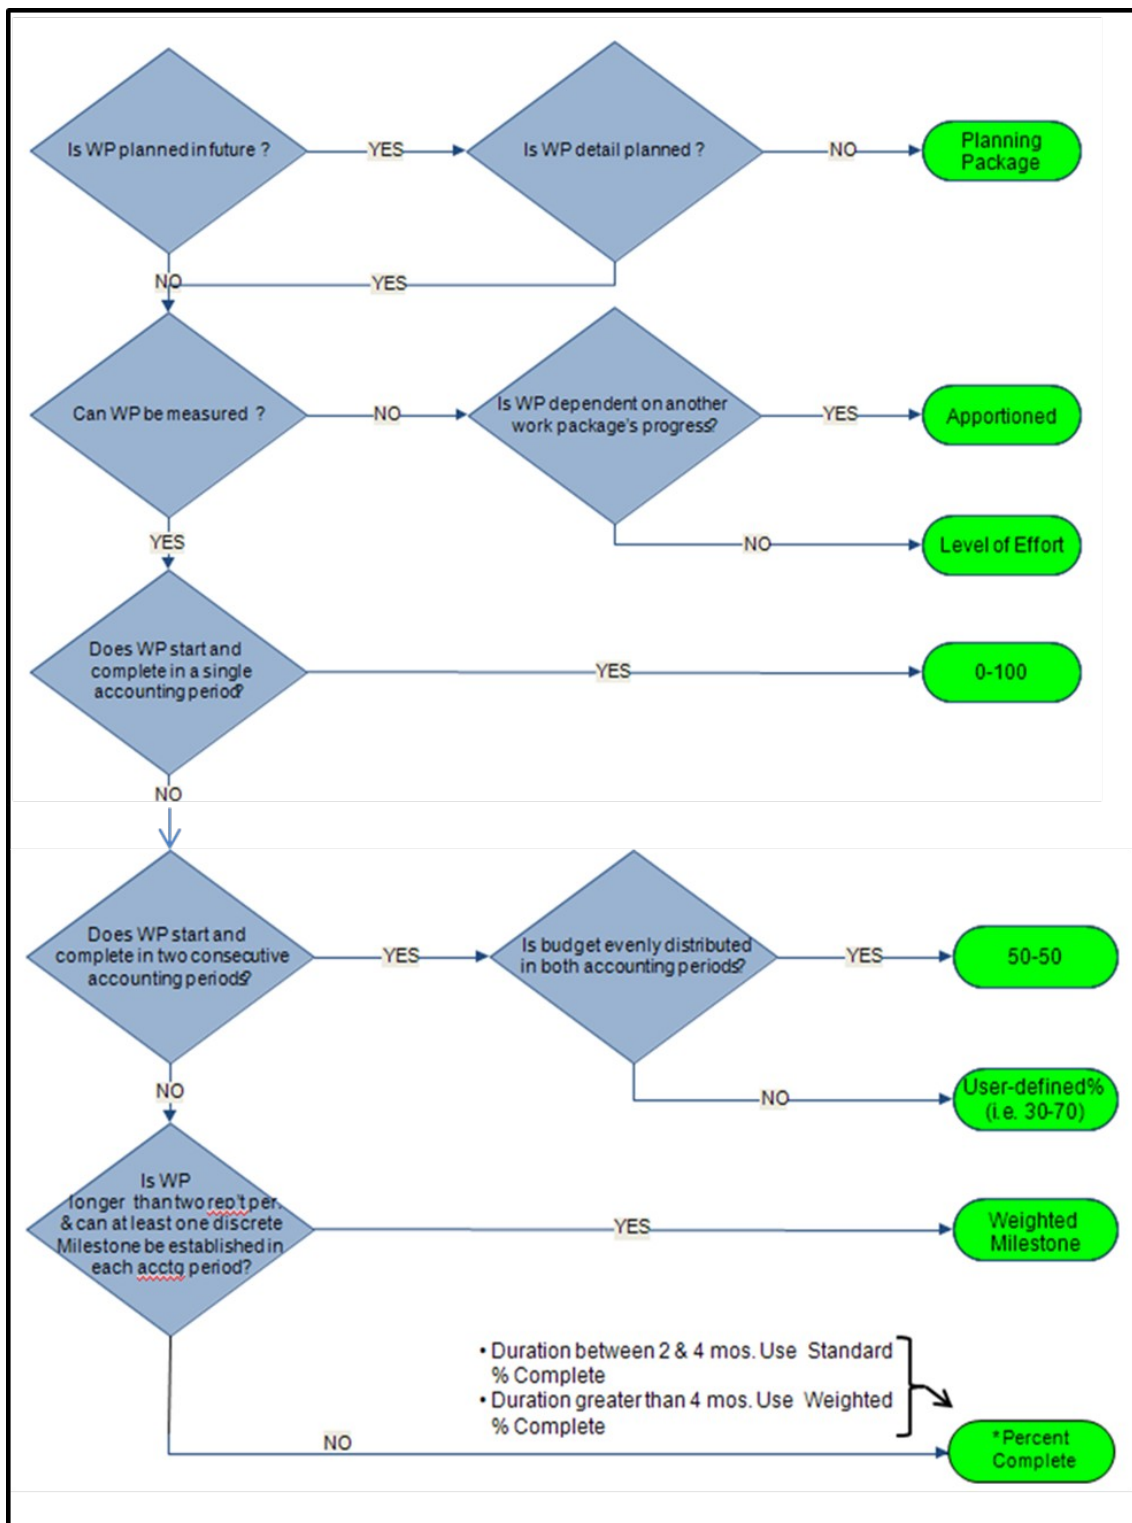 Is WP planned in future ?
YES
Is WP detail planned ?
NO
Planning
Package
NO
YES
Can WP be measured ?
NO
Is WP dependent on another
work package's progress?
YES
Apportioned
YES
NO
Level of Effort
Does WP start and
complete in a single
accounting period?
YES
0-100
NO
Does WP start and
complete in two consecutive
accounting periods?
YES
Is budget evenly distributed
in both accounting periods?
YES
50-50
NO
NO
User-defined%
(i.e. 30-70)
Is WP
longer than two rep't per.
& can at least one discrete
Milestone be established in
each acctg period?
YES
Weighted
Milestone
• Duration between 2 & 4 mos. Use Standard
% Complete
• Duration greater than 4 mos. Use Weighted
% Complete
NO
*Percent
Complete